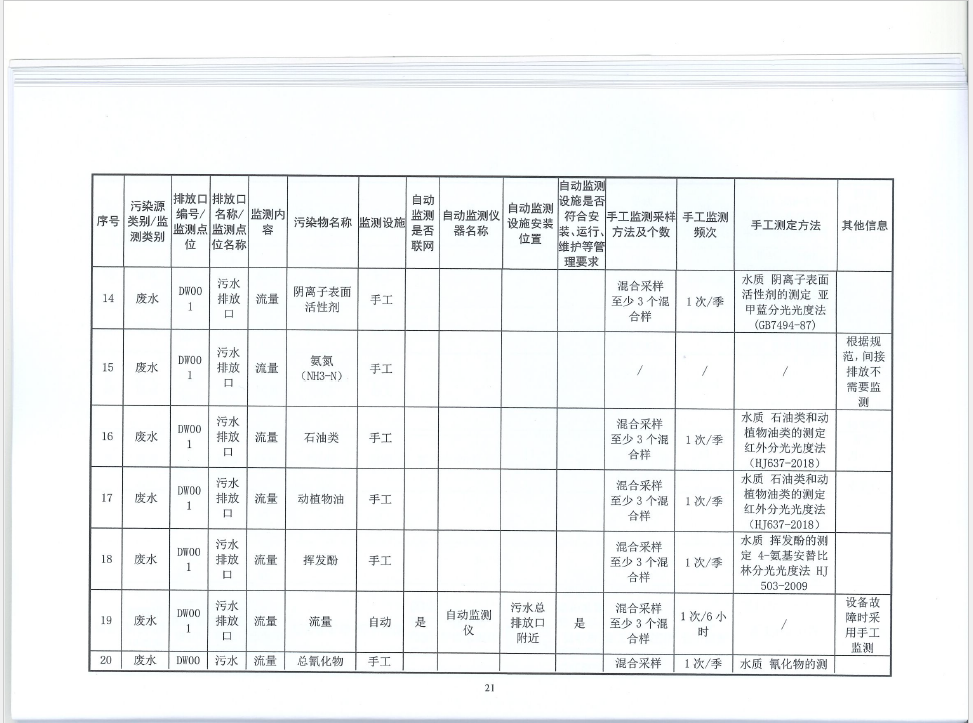 序号 污染源类别/监测类别 排放口编号/监测点位 排放口名称/监测点位名称 监测内容 污染物名称 监测设施 自动监测是否联网 自动监测仪器名称 自动监测设施安装位置 自动监测设施是否符合安装、运行、维护等管理要求 手工监测采样方法及个数 手工监测频次 手工测定方法 其他信息
14 废水 DW001 污水排放口 流量 阴离子表面活性剂 手工 混合采样至少3个混合样 1次/季 水质 阴离子表面活性剂的测定 亚甲蓝分光光度法(GB7494-87)
15 废水 DW001 污水排放口 流量 氨氮（NH3-N） 手工 / / / 根据规范，间接排放不需要监测
16 废水 DW001 污水排放口 流量 石油类 手工 混合采样至少3个混合样 1次/季 水质 石油类和动植物油类的测定 红外分光光度法（HJ637-2018）
17 废水 DW001 污水排放口 流量 动植物油 手工 混合采样至少3个混合样 1次/季 水质 石油类和动植物油类的测定 红外分光光度法（HJ637-2018）
18 废水 DW001 污水排放口 流量 挥发酚 手工 混合采样至少3个混合样 1次/季 水质 挥发酚的测定 4-氨基安替比林分光光度法 HJ 503-2009
19 废水 DW001 污水排放口 流量 流量 自动 是 自动监测仪 污水总排放口附近 是 混合采样至少3个混合样 1次/6小时 / 设备故障时采用手工监测
20 废水 DW00 污水 流量 总氰化物 手工 混合采样 1次/季 水质 氰化物的测
21